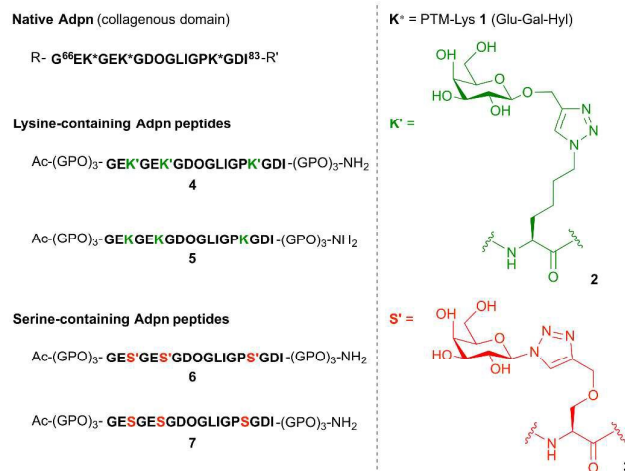 Native Adpn (collagenous domain)
R- G⁶⁶EK*GEK*GDOGLIGPK*GDI⁸³-R'
Lysine-containing Adpn peptides
Ac-(GPO)₃- GEK'GEK'GDOGLIGPK'GDI-(GPO)₃-NH₂
4
Ac-(GPO)₃- GEKGEKGDOGLIGPKGDI-(GPO)₃-NII₂
5
Serine-containing Adpn peptides
Ac-(GPO)₃- GES'GES'GDOGLIGPS'GDI-(GPO)₃-NH₂
6
Ac-(GPO)₃- GESGESGDOGLIGPSGDI-(GPO)₃-NH₂
7
K* = PTM-Lys 1 (Glu-Gal-Hyl)
K' =
OH
OH
O
HO
OH
O
N
N
N
N
H
O
2
S' =
OH
OH
O
HO
OH
N
N
N
O
N
H
O